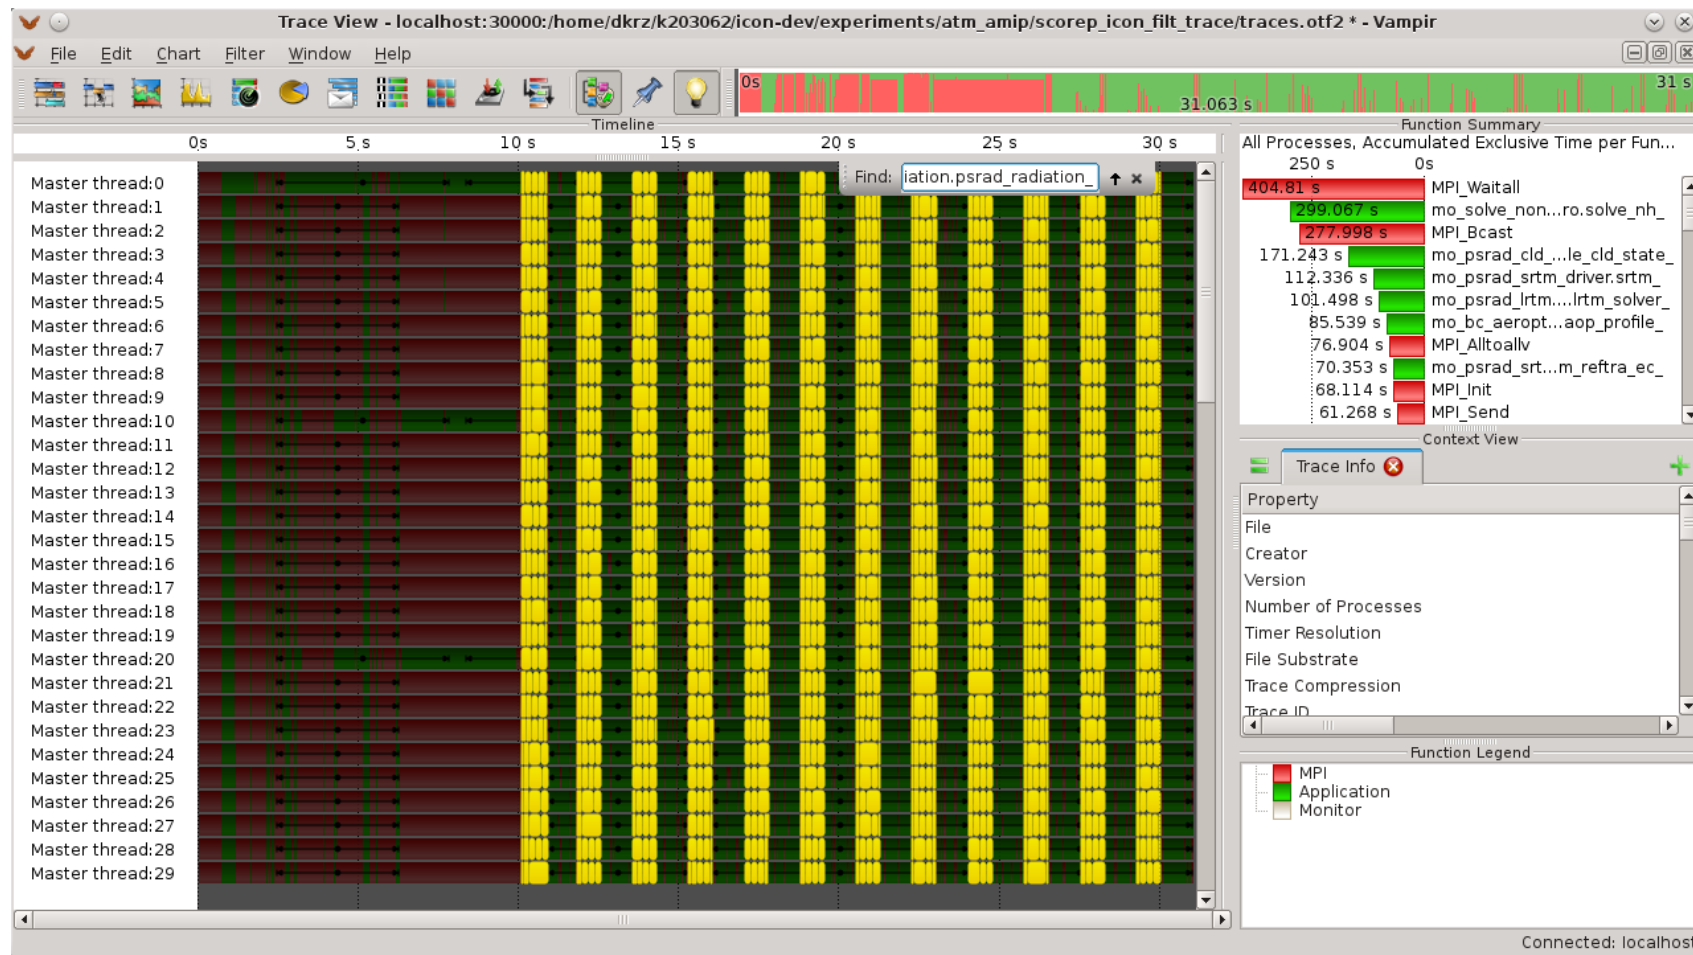 Trace View - localhost:30000:/home/dkrz/k203062/icon-dev/experiments/atm_amip/scorep_icon_filt_trace/traces.otf2 * - Vampir
File Edit Chart Filter Window Help
0s 31 s
31.063 s
Timeline
0s 5 s 10 s 15 s 20 s 25 s 30 s
Find: iation.psrad_radiation_
Master thread:0
Master thread:1
Master thread:2
Master thread:3
Master thread:4
Master thread:5
Master thread:6
Master thread:7
Master thread:8
Master thread:9
Master thread:10
Master thread:11
Master thread:12
Master thread:13
Master thread:14
Master thread:15
Master thread:16
Master thread:17
Master thread:18
Master thread:19
Master thread:20
Master thread:21
Master thread:22
Master thread:23
Master thread:24
Master thread:25
Master thread:26
Master thread:27
Master thread:28
Master thread:29
Function Summary
All Processes, Accumulated Exclusive Time per Fun...
250 s 0s
404.81 s MPI_Waitall
299.067 s mo_solve_non...ro.solve_nh_
277.998 s MPI_Bcast
171.243 s mo_psrad_cld_...le_cld_state_
112.336 s mo_psrad_srtm_driver.srtm_
101.498 s mo_psrad_lrtm....lrtm_solver_
85.539 s mo_bc_aeropt...aop_profile_
76.904 s MPI_Alltoallv
70.353 s mo_psrad_srt...m_reftra_ec_
68.114 s MPI_Init
61.268 s MPI_Send
Context View
Trace Info
Property
File
Creator
Version
Number of Processes
Timer Resolution
File Substrate
Trace Compression
Trace ID
Function Legend
MPI
Application
Monitor
Connected: localhost